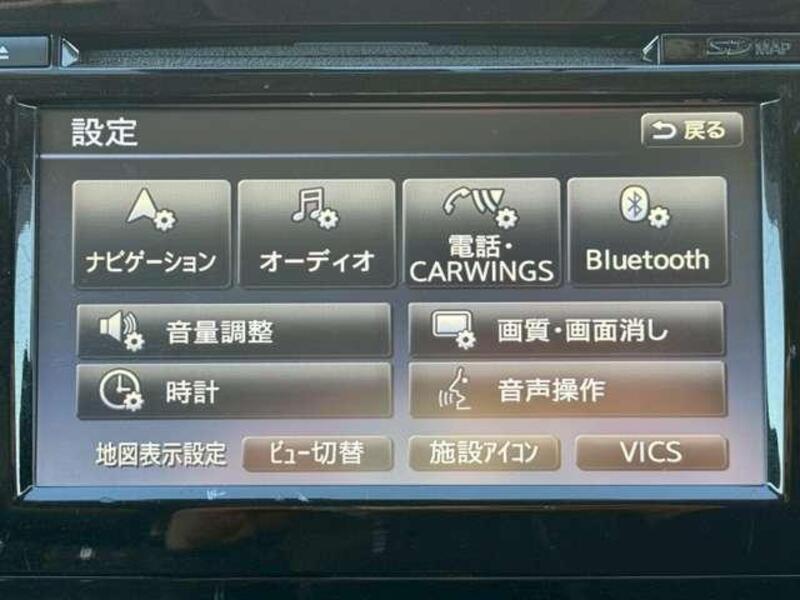 SD MAP
設定
戻る
ナビゲーション
オーディオ
電話・
CARWINGS
Bluetooth
音量調整
画質・画面消し
時計
音声操作
地図表示設定
ﾋﾞｭｰ切替
施設ｱｲｺﾝ
VICS